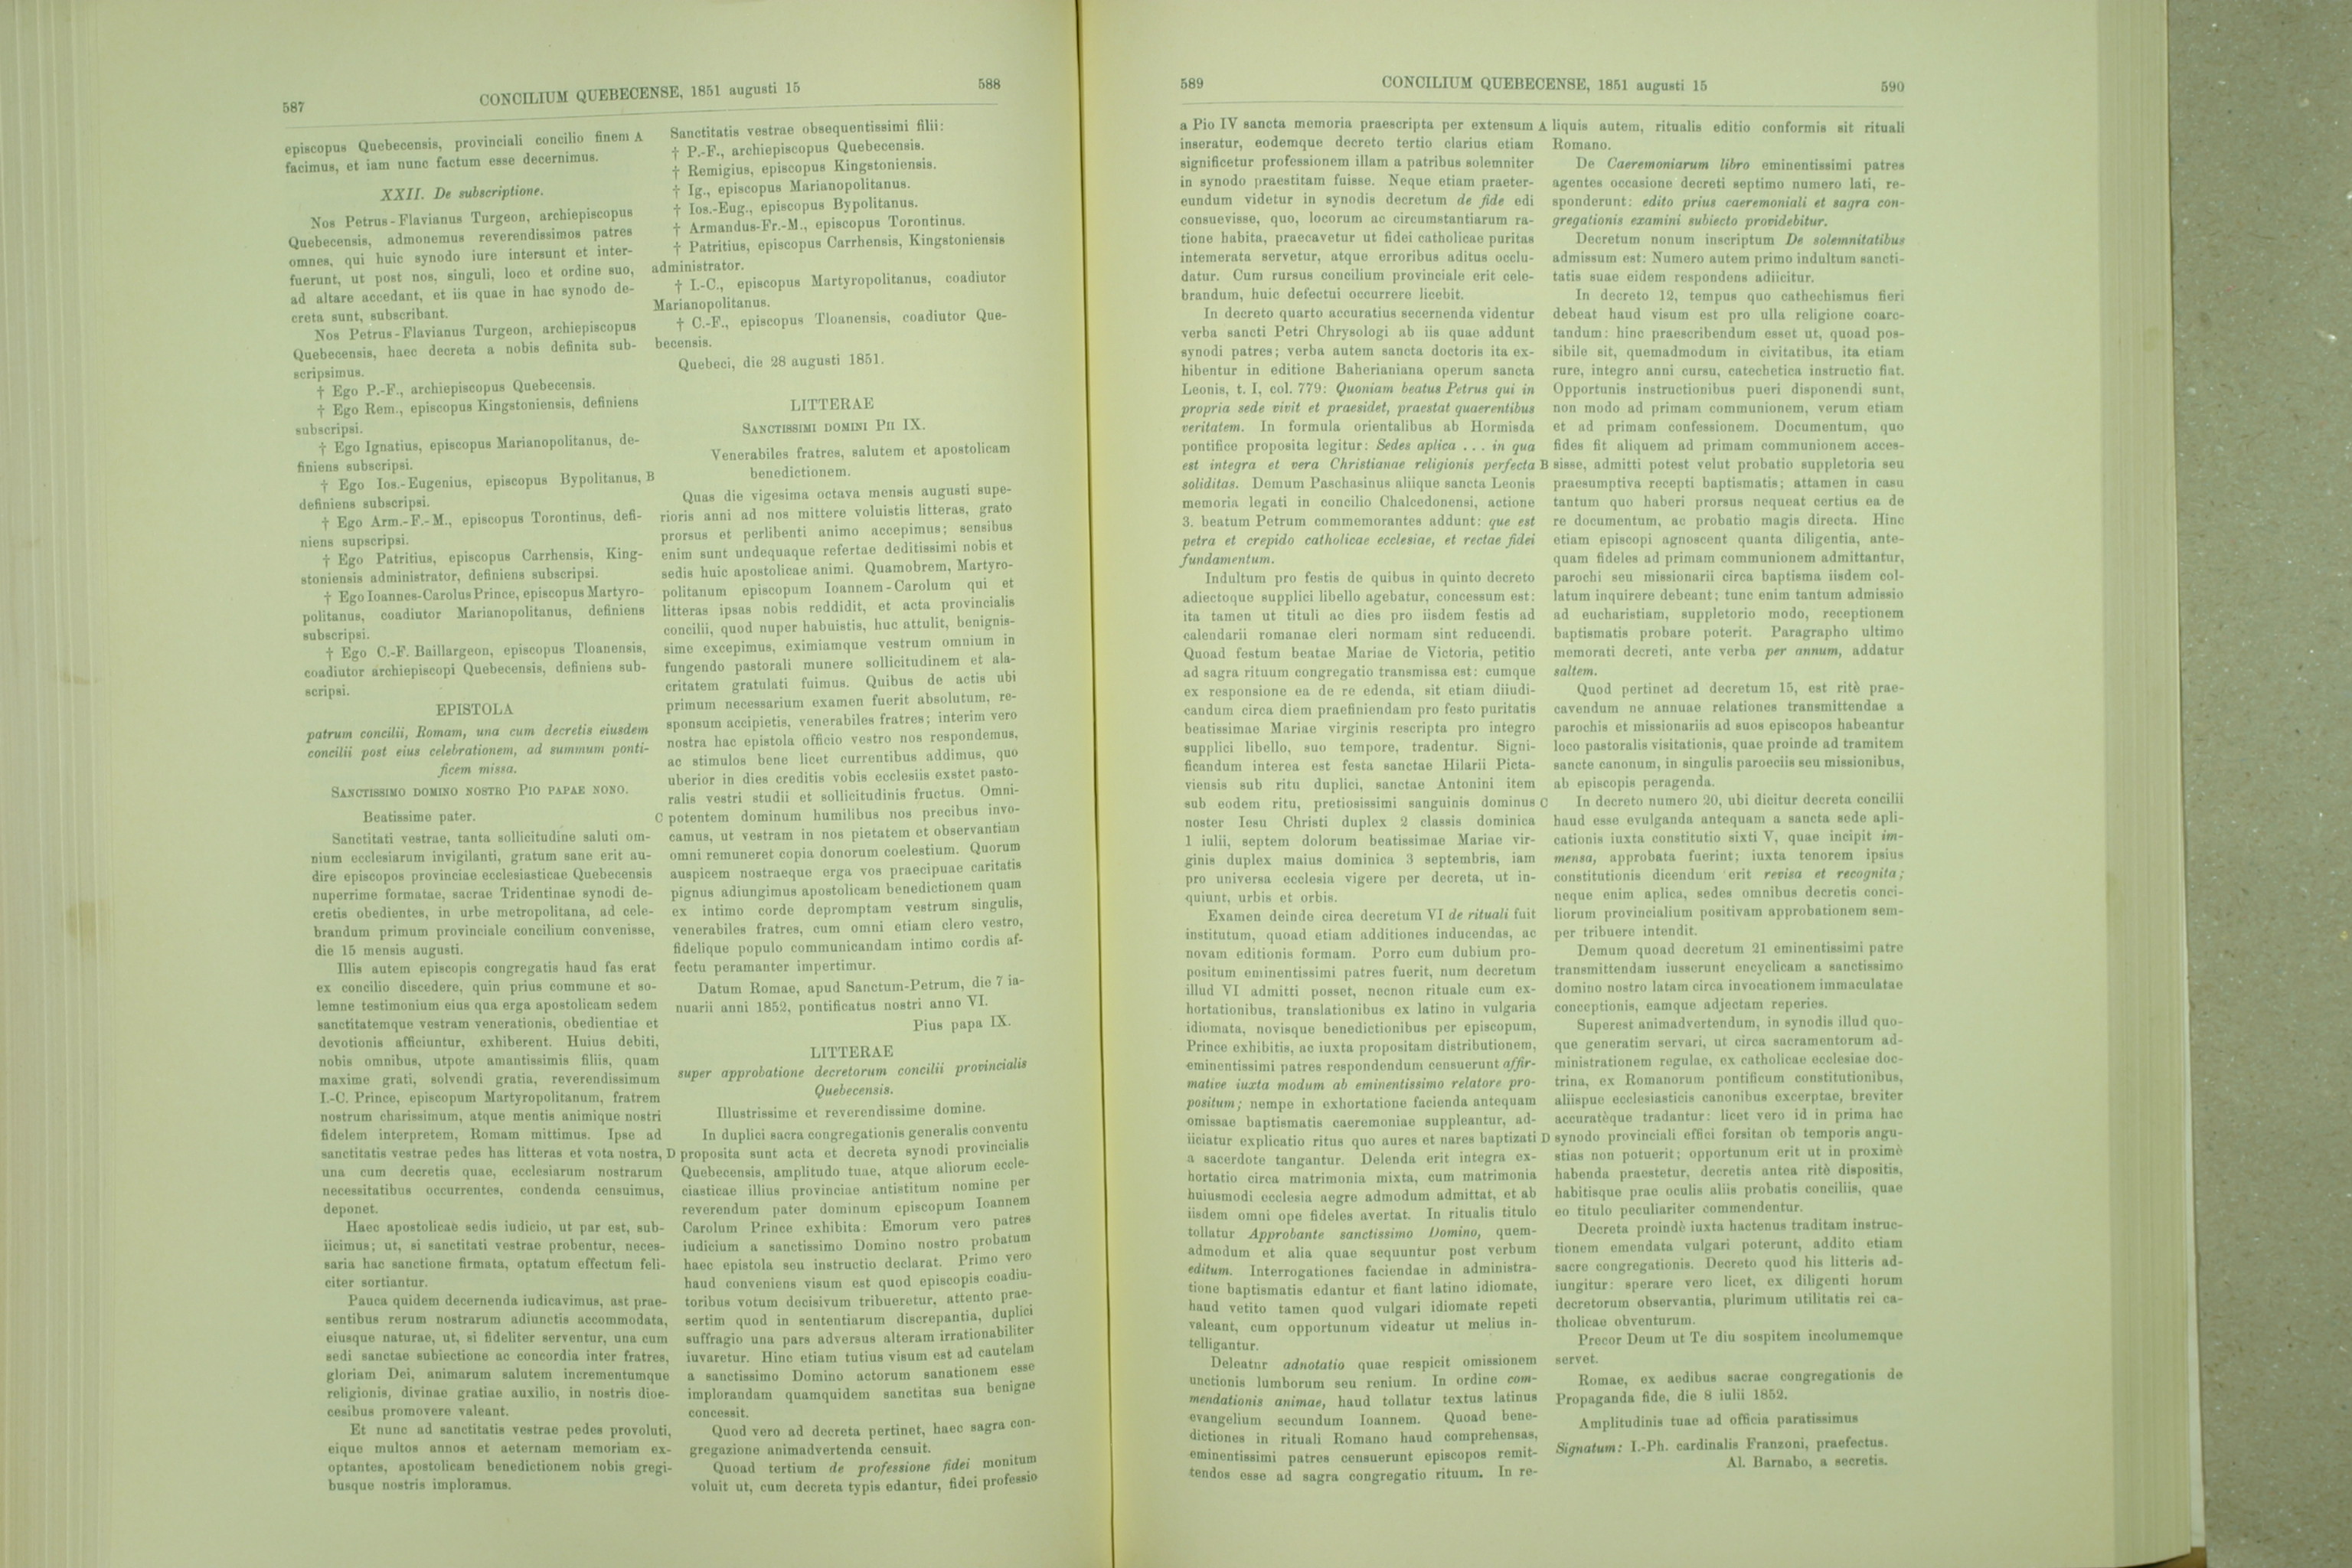 587
CONCILIUM QUEBECENSE, 1851 augusti 15
588
episcopus Quebecensis, provinciali concilio finem A
facimus, et iam nunc factum esse decernimus.
XXII. De subscriptione.
Nos Petrus-Flavianus Turgeon, archiepiscopus
Quebecensis, admonemus reverendissimos patres
omnes, qui huic synodo iure intersunt et inter-
fuerunt, ut post nos, singuli, loco et ordine suo,
ad altare accedant, et iis quae in hac synodo de-
creta sunt, subscribant.
Nos Petrus-Flavianus Turgeon, archiepiscopus
Quebecensis, haec decreta a nobis definita sub-
scripsimus.
† Ego P.-F., archiepiscopus Quebecensis.
† Ego Rem., episcopus Kingstoniensis, definiens
subscripsi.
† Ego Ignatius, episcopus Marianopolitanus, de-
finiens subscripsi.
† Ego Ios.-Eugenius, episcopus Bypolitanus, B
definiens subscripsi.
† Ego Arm.-F.-M., episcopus Torontinus, defi-
niens supscripsi.
† Ego Patritius, episcopus Carrhensis, King-
stoniensis administrator, definiens subscripsi.
† Ego Ioannes-Carolus Prince, episcopus Martyro-
politanus, coadiutor Marianopolitanus, definiens
subscripsi.
† Ego C.-F. Baillargeon, episcopus Tloanensis,
coadiutor archiepiscopi Quebecensis, definiens sub-
scripsi.
EPISTOLA
patrum concilii, Romam, una cum decretis eiusdem
concilii post eius celebrationem, ad summum ponti-
ficem missa.
SANCTISSIMO DOMINO NOSTRO PIO PAPAE NONO.
Beatissime pater.
Sanctitati vestrae, tanta sollicitudine saluti om-
nium ecclesiarum invigilanti, gratum sane erit au-
dire episcopos provinciae ecclesiasticae Quebecensis
nuperrime formatae, sacrae Tridentinae synodi de-
cretis obedientes, in urbe metropolitana, ad cele-
brandum primum provinciale concilium convenisse,
die 15 mensis augusti.
Illis autem episcopis congregatis haud fas erat
ex concilio discedere, quin prius commune et so-
lemne testimonium eius qua erga apostolicam sedem
sanctitatemque vestram venerationis, obedientiae et
devotionis afficiuntur, exhiberent. Huius debiti,
nobis omnibus, utpote amantissimis filiis, quam
maxime grati, solvendi gratia, reverendissimum
I.-C. Prince, episcopum Martyropolitanum, fratrem
nostrum charissimum, atque mentis animique nostri
fidelem interpretem, Romam mittimus. Ipse ad
sanctitatis vestrae pedes has litteras et vota nostra, D
una cum decretis quae, ecclesiarum nostrarum
necessitatibus occurrentes, condenda censuimus,
deponet.
Haec apostolicae sedis iudicio, ut par est, sub-
iicimus; ut, si sanctitati vestrae probentur, neces-
saria hac sanctione firmata, optatum effectum feli-
citer sortiantur.
Pauca quidem decernenda iudicavimus, ast prae-
sentibus rerum nostrarum adiunctis accommodata,
eiusque naturae, ut, si fideliter serventur, una cum
sedi sanctae subiectione ac concordia inter fratres,
gloriam Dei, animarum salutem incrementumque
religionis, divinae gratiae auxilio, in nostris dioe-
cesibus promovere valeant.
Et nunc ad sanctitatis vestrae pedes provoluti,
eique multos annos et aeternam memoriam ex-
optantes, apostolicam benedictionem nobis gregi-
busque nostris imploramus.
Sanctitatis vestrae obsequentissimi filii:
† P.-F., archiepiscopus Quebecensis.
† Remigius, episcopus Kingstoniensis.
† Ig., episcopus Marianopolitanus.
† Ios.-Eug., episcopus Bypolitanus.
† Armandus-Fr.-M., episcopus Torontinus.
† Patritius, episcopus Carrhensis, Kingstoniensis
administrator.
† I.-C., episcopus Martyropolitanus, coadiutor
Marianopolitanus.
† C.-F., episcopus Tloanensis, coadiutor Que-
becensis.
Quebeci, die 28 augusti 1851.
LITTERAE
SANCTISSIMI DOMINI PII IX.
Venerabiles fratres, salutem et apostolicam
benedictionem.
Quas die vigesima octava mensis augusti supe-
rioris anni ad nos mittere voluistis litteras, grato
prorsus et perlibenti animo accepimus; sensibus
enim sunt undequaque refertae deditissimi nobis et
sedis huic apostolicae animi. Quamobrem, Martyro-
politanum episcopum Ioannem-Carolum qui et
litteras ipsas nobis reddidit, et acta provincialis
concilii, quod nuper habuistis, huc attulit, benignis-
sime excepimus, eximiamque vestrum omnium in
fungendo pastorali munere sollicitudinem et ala-
critatem gratulati fuimus. Quibus de actis ubi
primum necessarium examen fuerit absolutum, re-
sponsum accipietis, venerabiles fratres; interim vero
nostra hac epistola officio vestro nos respondemus,
ac stimulos bene licet currentibus addimus, quo
uberior in dies creditis vobis ecclesiis exstet pasto-
ralis vestri studii et sollicitudinis fructus. Omni-
C potentem dominum humilibus nos precibus invo-
camus, ut vestram in nos pietatem et observantiam
omni remuneret copia donorum coelestium. Quorum
auspicem nostraeque erga vos praecipuae caritatis
pignus adiungimus apostolicam benedictionem quam
ex intimo corde depromptam vestrum singulis,
venerabiles fratres, cum omni etiam clero vestro,
fidelique populo communicandam intimo cordis af-
fectu peramanter impertimur.
Datum Romae, apud Sanctum-Petrum, die 7 ia-
nuarii anni 1852, pontificatus nostri anno VI.
Pius papa IX.
LITTERAE
super approbatione decretorum concilii provincialis
Quebecensis.
Illustrissime et reverendissime domine.
In duplici sacra congregationis generalis conventu
proposita sunt acta et decreta synodi provincialis
Quebecensis, amplitudo tuae, atque aliorum eccle-
ciasticae illius provinciae antistitum nomine per
reverendum pater dominum episcopum Ioannem
Carolum Prince exhibita: Emorum vero patres
iudicium a sanctissimo Domino nostro probatum
haec epistola seu instructio declarat. Primo vero
haud conveniens visum est quod episcopis coadiu-
toribus votum decisivum tribueretur, attento prae-
sertim quod in sententiarum discrepantia, duplici
suffragio una pars adversus alteram irrationabiliter
iuvaretur. Hinc etiam tutius visum est ad cautelam
a sanctissimo Domino actorum sanationem esse
implorandam quamquidem sanctitas sua benigne
concessit.
Quod vero ad decreta pertinet, haec sagra con-
gregazione animadvertenda censuit.
Quoad tertium de professione fidei monitum
voluit ut, cum decreta typis edantur, fidei professio
589
CONCILIUM QUEBECENSE, 1851 augusti 15
590
a Pio IV sancta memoria praescripta per extensum A
inseratur, eodemque decreto tertio clarius etiam
significetur professionem illam a patribus solemniter
in synodo praestitam fuisse. Neque etiam praeter-
eundum videtur in synodis decretum de fide edi
consuevisse, quo, locorum ac circumstantiarum ra-
tione habita, praecavetur ut fidei catholicae puritas
intemerata servetur, atque erroribus aditus occlu-
datur. Cum rursus concilium provinciale erit cele-
brandum, huic defectui occurrere licebit.
In decreto quarto accuratius secernenda videntur
verba sancti Petri Chrysologi ab iis quae addunt
synodi patres; verba autem sancta doctoris ita ex-
hibentur in editione Baherianiana operum sancta
Leonis, t. I, col. 779: Quoniam beatus Petrus qui in
propria sede vivit et praesidet, praestat quaerentibus
veritatem. In formula orientalibus ab Hormisda
pontifice proposita legitur: Sedes aplica . . . in qua
est integra et vera Christianae religionis perfecta B
soliditas. Demum Paschasinus aliique sancta Leonis
memoria legati in concilio Chalcedonensi, actione
3. beatum Petrum commemorantes addunt: que est
petra et crepido catholicae ecclesiae, et rectae fidei
fundamentum.
Indultum pro festis de quibus in quinto decreto
adiectoque supplici libello agebatur, concessum est:
ita tamen ut tituli ac dies pro iisdem festis ad
calendarii romanae cleri normam sint reducendi.
Quoad festum beatae Mariae de Victoria, petitio
ad sagra rituum congregatio transmissa est: cumque
ex responsione ea de re edenda, sit etiam diiudi-
candum circa diem praefiniendam pro festo puritatis
beatissimae Mariae virginis rescripta pro integro
supplici libello, suo tempore, tradentur. Signi-
ficandum interea est festa sanctae Hilarii Picta-
viensis sub ritu duplici, sanctae Antonini item
sub eodem ritu, pretiosissimi sanguinis dominus C
noster Iesu Christi duplex 2 classis dominica
1 iulii, septem dolorum beatissimae Mariae vir-
ginis duplex maius dominica 3 septembris, iam
pro universa ecclesia vigere per decreta, ut in-
quiunt, urbis et orbis.
Examen deinde circa decretum VI de rituali fuit
institutum, quoad etiam additiones inducendas, ac
novam editionis formam. Porro cum dubium pro-
positum eminentissimi patres fuerit, num decretum
illud VI admitti posset, necnon rituale cum ex-
hortationibus, translationibus ex latino in vulgaria
idiomata, novisque benedictionibus per episcopum,
Prince exhibitis, ac iuxta propositam distributionem,
eminentissimi patres respondendum censuerunt affir-
mative iuxta modum ab eminentissimo relatore pro-
positum; nempe in exhortatione facienda antequam
omissae baptismatis caeremoniae suppleantur, ad-
iiciatur explicatio ritus quo aures et nares baptizati D
a sacerdote tangantur. Delenda erit integra ex-
hortatio circa matrimonia mixta, cum matrimonia
huiusmodi ecclesia aegre admodum admittat, et ab
iisdem omni ope fideles avertat. In ritualis titulo
tollatur Approbante sanctissimo Domino, quem-
admodum et alia quae sequuntur post verbum
editum. Interrogationes faciendae in administra-
tione baptismatis edantur et fiant latino idiomate,
haud vetito tamen quod vulgari idiomate repeti
valeant, cum opportunum videatur ut melius in-
telligantur.
Deleatur adnotatio quae respicit omissionem
unctionis lumborum seu renium. In ordine com-
mendationis animae, haud tollatur textus latinus
evangelium secundum Ioannem. Quoad bene-
dictiones in rituali Romano haud comprehensas,
eminentissimi patres censuerunt episcopos remit-
tendos esse ad sagra congregatio rituum. In re-
liquis autem, ritualis editio conformis sit rituali
Romano.
De Caeremoniarum libro eminentissimi patres
agentes occasione decreti septimo numero lati, re-
sponderunt: edito prius caeremoniali et sagra con-
gregationis examini subiecto providebitur.
Decretum nonum inscriptum De solemnitatibus
admissum est: Numero autem primo indultum sancti-
tatis suae eidem respondens adiicitur.
In decreto 12, tempus quo cathechismus fieri
debeat haud visum est pro ulla religione coarc-
tandum: hinc praescribendum esset ut, quoad pos-
sibile sit, quemadmodum in civitatibus, ita etiam
rure, integro anni cursu, catechetica instructio fiat.
Opportunis instructionibus pueri disponendi sunt,
non modo ad primam communionem, verum etiam
et ad primam confessionem. Documentum, quo
fides fit aliquem ad primam communionem acces-
sisse, admitti potest velut probatio suppletoria seu
praesumptiva recepti baptismatis; attamen in casu
tantum quo haberi prorsus nequeat certius ea de
re documentum, ac probatio magis directa. Hinc
etiam episcopi agnoscent quanta diligentia, ante-
quam fideles ad primam communionem admittantur,
parochi seu missionarii circa baptisma iisdem col-
latum inquirere debeant; tunc enim tantum admissio
ad eucharistiam, suppletorio modo, receptionem
baptismatis probare poterit. Paragrapho ultimo
memorati decreti, ante verba per annum, addatur
saltem.
Quod pertinet ad decretum 15, est ritè prae-
cavendum ne annuae relationes transmittendae a
parochis et missionariis ad suos episcopos habeantur
loco pastoralis visitationis, quae proinde ad tramitem
sancte canonum, in singulis paroeciis seu missionibus,
ab episcopis peragenda.
In decreto numero 20, ubi dicitur decreta concilii
haud esse evulganda antequam a sancta sede apli-
cationis iuxta constitutio sixti V, quae incipit im-
mensa, approbata fuerint; iuxta tenorem ipsius
constitutionis dicendum erit revisa et recognita;
neque enim aplica, sedes omnibus decretis conci-
liorum provincialium positivam approbationem sem-
per tribuere intendit.
Demum quoad decretum 21 eminentissimi patre
transmittendam iusserunt encyclicam a sanctissimo
domino nostro latam circa invocationem immaculatae
conceptionis, eamque adjectam reperies.
Superest animadvertendum, in synodis illud quo-
que generatim servari, ut circa sacramentorum ad-
ministrationem regulae, ex catholicae ecclesiae doc-
trina, ex Romanorum pontificum constitutionibus,
aliispue ecclesiasticis canonibus excerptae, breviter
accuratèque tradantur: licet vero id in prima hac
synodo provinciali effici forsitan ob temporis angu-
stias non potuerit; opportunum erit ut in proximè
habenda praestetur, decretis antea ritè dispositis,
habitisque prae oculis aliis probatis conciliis, quae
eo titulo peculiariter commendentur.
Decreta proindè iuxta hactenus traditam instruc-
tionem emendata vulgari poterunt, addito etiam
sacre congregationis. Decreto quod his litteris ad-
iungitur: sperare vero licet, ex diligenti horum
decretorum observantia, plurimum utilitatis rei ca-
tholicae obventurum.
Precor Deum ut Te diu sospitem incolumemque
servet.
Romae, ex aedibus sacrae congregationis de
Propaganda fide, die 8 iulii 1852.
Amplitudinis tuae ad officia paratissimus
Signatum: I.-Ph. cardinalis Franzoni, praefectus.
Al. Barnabo, a secretis.